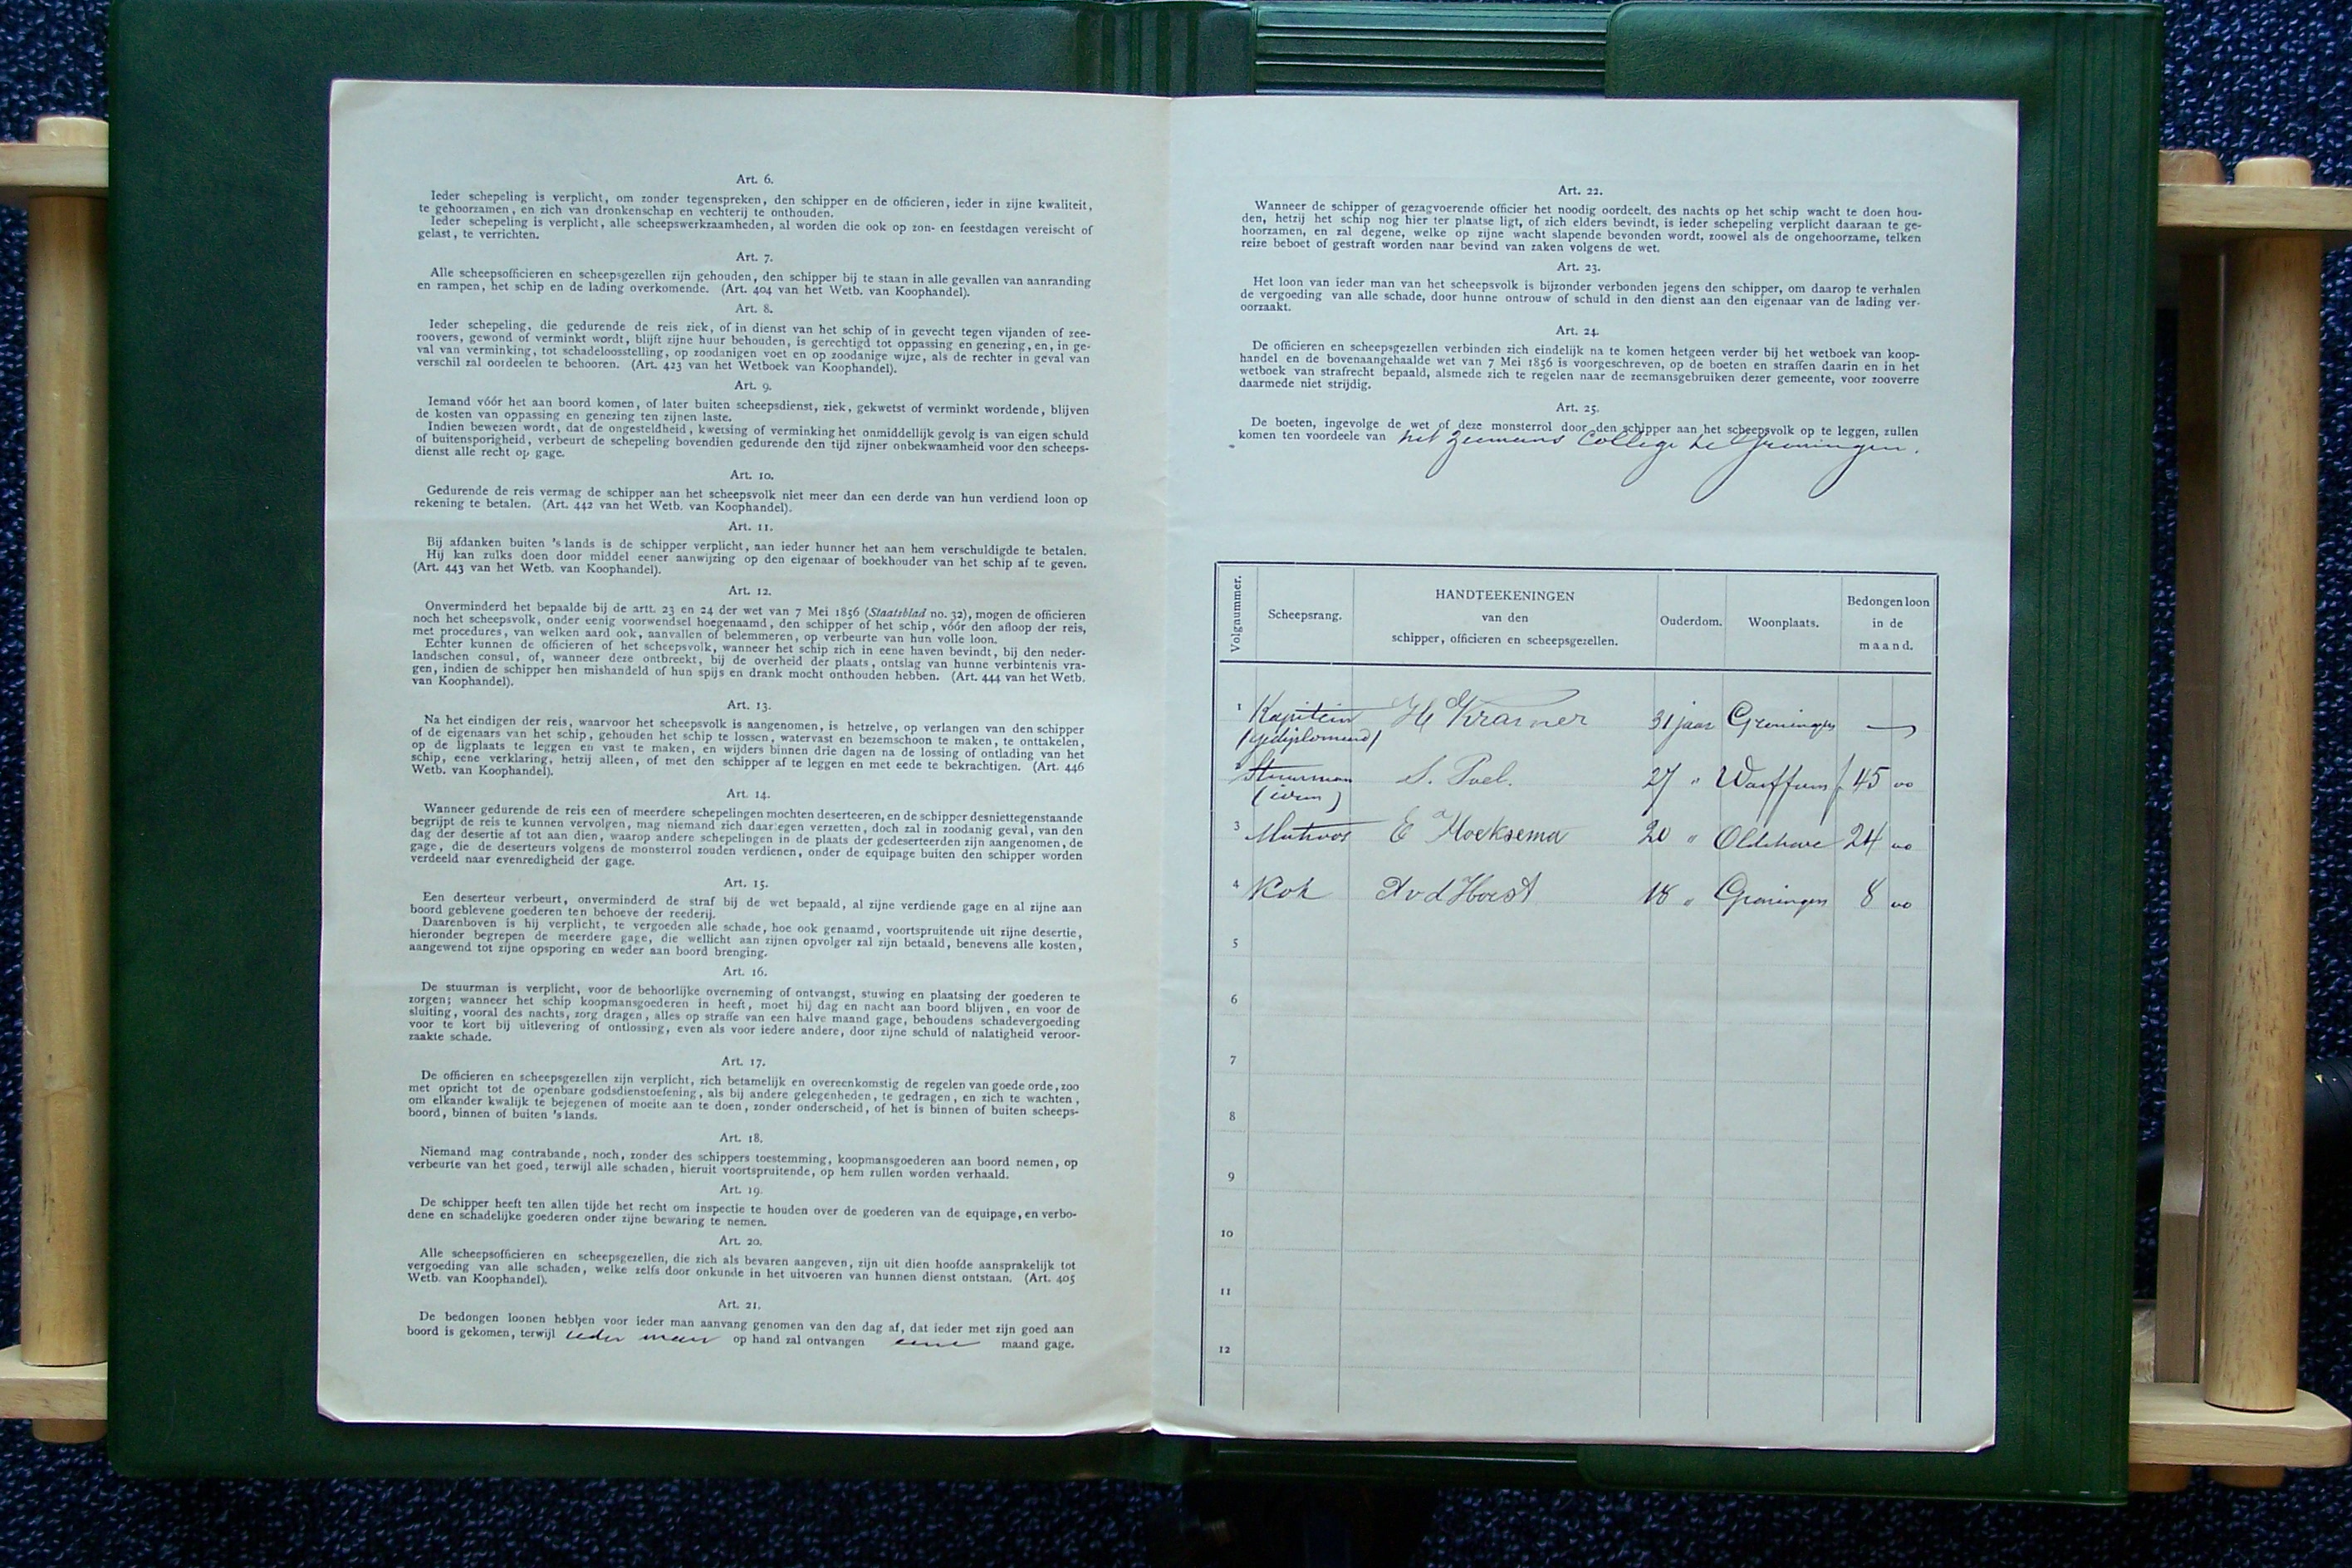 Art. 6.
Ieder schepeling is verplicht, om zonder tegenspreken, den schipper en de officieren, ieder in zijne kwaliteit,
te gehoorzamen, en zich van dronkenschap en vechterij te onthouden.
Ieder schepeling is verplicht, alle scheepswerkzaamheden, al worden die ook op zon- en feestdagen vereischt of
gelast, te verrichten.
Art. 7.
Alle scheepsofficieren en scheepsgezellen zijn gehouden, den schipper bij te staan in alle gevallen van aanranding
en rampen, het schip en de lading overkomende. (Art. 404 van het Wetb. van Koophandel).
Art. 8.
Ieder schepeling, die gedurende de reis ziek, of in dienst van het schip of in gevecht tegen vijanden of zee-
roovers, gewond of verminkt wordt, blijft zijne huur behouden, is gerechtigd tot oppassing en genezing, en, in ge-
val van verminking, tot schadeloosstelling, op zoodanigen voet en op zoodanige wijze, als de rechter in geval van
verschil zal oordeelen te behooren. (Art. 423 van het Wetboek van Koophandel).
Art. 9.
Iemand vóór het aan boord komen, of later buiten scheepsdienst, ziek, gekwetst of verminkt wordende, blijven
de kosten van oppassing en genezing ten zijnen laste.
Indien bewezen wordt, dat de ongesteldheid, kwetsing of verminking het onmiddellijk gevolg is van eigen schuld
of buitensporigheid, verbeurt de schepeling bovendien gedurende den tijd zijner onbekwaamheid voor den scheeps-
dienst alle recht op gage.
Art. 10.
Gedurende de reis vermag de schipper aan het scheepsvolk niet meer dan een derde van hun verdiend loon op
rekening te betalen. (Art. 442 van het Wetb. van Koophandel).
Art. 11.
Bij afdanken buiten 's lands is de schipper verplicht, aan ieder hunner het aan hem verschuldigde te betalen.
Hij kan zulks doen door middel eener aanwijzing op den eigenaar of boekhouder van het schip af te geven.
(Art. 443 van het Wetb. van Koophandel).
Art. 12.
Onverminderd het bepaalde bij de artt. 23 en 24 der wet van 7 Mei 1856 (Staatsblad no. 32), mogen de officieren
noch het scheepsvolk, onder eenig voorwendsel hoegenaamd, den schipper of het schip, vóór den afloop der reis,
met procedures, van welken aard ook, aanvallen of belemmeren, op verbeurte van hun volle loon.
Echter kunnen de officieren of het scheepsvolk, wanneer het schip zich in eene haven bevindt, bij den neder-
landschen consul, of, wanneer deze ontbreekt, bij de overheid der plaats, ontslag van hunne verbintenis vra-
gen, indien de schipper hen mishandeld of hun spijs en drank mocht onthouden hebben. (Art. 444 van het Wetb.
van Koophandel).
Art. 13.
Na het eindigen der reis, waarvoor het scheepsvolk is aangenomen, is hetzelve, op verlangen van den schipper
of de eigenaars van het schip, gehouden het schip te lossen, watervast en bezemschoon te maken, te onttakelen,
op de ligplaats te leggen en vast te maken, en wijders binnen drie dagen na de lossing of ontlading van het
schip, eene verklaring, hetzij alleen, of met den schipper af te leggen en met eede te bekrachtigen. (Art. 446
Wetb. van Koophandel).
Art. 14.
Wanneer gedurende de reis een of meerdere schepelingen mochten deserteeren, en de schipper desniettegenstaande
begrijpt de reis te kunnen vervolgen, mag niemand zich daartegen verzetten, doch zal in zoodanig geval, van den
dag der desertie af tot aan dien, waarop andere schepelingen in de plaats der gedeserteerden zijn aangenomen, de
gage, die de deserteurs volgens de monsterrol zouden verdienen, onder de equipage buiten den schipper worden
verdeeld naar evenredigheid der gage.
Art. 15.
Een deserteur verbeurt, onverminderd de straf bij de wet bepaald, al zijne verdiende gage en al zijne aan
boord geblevene goederen ten behoeve der reederij.
Daarenboven is hij verplicht, te vergoeden alle schade, hoe ook genaamd, voortspruitende uit zijne desertie,
hieronder begrepen de meerdere gage, die wellicht aan zijnen opvolger zal zijn betaald, benevens alle kosten,
aangewend tot zijne opsporing en weder aan boord brenging.
Art. 16.
De stuurman is verplicht, voor de behoorlijke overneming of ontvangst, stuwing en plaatsing der goederen te
zorgen; wanneer het schip koopmansgoederen in heeft, moet hij dag en nacht aan boord blijven, en voor de
sluiting, vooral des nachts, zorg dragen, alles op straffe van een halve maand gage, behoudens schadevergoeding
voor te kort bij uitlevering of ontlossing, even als voor iedere andere, door zijne schuld of nalatigheid veroor-
zaakte schade.
Art. 17.
De officieren en scheepsgezellen zijn verplicht, zich betamelijk en overeenkomstig de regelen van goede orde, zoo
met opzicht tot de openbare godsdienstoefening, als bij andere gelegenheden, te gedragen, en zich te wachten,
om elkander kwalijk te bejegenen of moeite aan te doen, zonder onderscheid, of het is binnen of buiten scheeps-
boord, binnen of buiten 's lands.
Art. 18.
Niemand mag contrabande, noch, zonder des schippers toestemming, koopmansgoederen aan boord nemen, op
verbeurte van het goed, terwijl alle schaden, hieruit voortspruitende, op hem zullen worden verhaald.
Art. 19.
De schipper heeft ten allen tijde het recht om inspectie te houden over de goederen van de equipage, en verbo-
dene en schadelijke goederen onder zijne bewaring te nemen.
Art. 20.
Alle scheepsofficieren en scheepsgezellen, die zich als bevaren aangeven, zijn uit dien hoofde aansprakelijk tot
vergoeding van alle schaden, welke zelfs door onkunde in het uitvoeren van hunnen dienst ontstaan. (Art. 405
Wetb. van Koophandel).
Art. 21.
De bedongen loonen hebben voor ieder man aanvang genomen van den dag af, dat ieder met zijn goed aan
boord is gekomen, terwijl ieder man op hand zal ontvangen eene maand gage.
Art. 22.
Wanneer de schipper of gezagvoerende officier het noodig oordeelt, des nachts op het schip wacht te doen hou-
den, hetzij het schip nog hier ter plaatse ligt, of zich elders bevindt, is ieder schepeling verplicht daaraan te ge-
hoorzamen, en zal degene, welke op zijne wacht slapende bevonden wordt, zoowel als de ongehoorzame, telken
reize beboet of gestraft worden naar bevind van zaken volgens de wet.
Art. 23.
Het loon van ieder man van het scheepsvolk is bijzonder verbonden jegens den schipper, om daarop te verhalen
de vergoeding van alle schade, door hunne ontrouw of schuld in den dienst aan den eigenaar van de lading ver-
oorzaakt.
Art. 24.
De officieren en scheepsgezellen verbinden zich eindelijk na te komen hetgeen verder bij het wetboek van koop-
handel en de bovenaangehaalde wet van 7 Mei 1856 is voorgeschreven, op de boeten en straffen daarin en in het
wetboek van strafrecht bepaald, alsmede zich te regelen naar de zeemansgebruiken dezer gemeente, voor zooverre
daarmede niet strijdig.
Art. 25.
De boeten, ingevolge de wet of deze monsterrol door den schipper aan het scheepsvolk op te leggen, zullen
komen ten voordeele van het Zeemans College te Groningen.
Volgnummer. Scheepsrang. HANDTEEKENINGEN van den schipper, officieren en scheepsgezellen. Ouderdom. Woonplaats. Bedongen loon in de maand.
1 Kapitein H Kramer 31 jaar Groningen —
(gediplomeerd)
2 Stuurman S. Poel. 27 " Warffum f 45 00
(idem)
3 Matroos E Hoeksema 20 " Oldehove 24 00
4 Kok A v d Horst 18 " Groningen 8 00
5
6
7
8
9
10
11
12